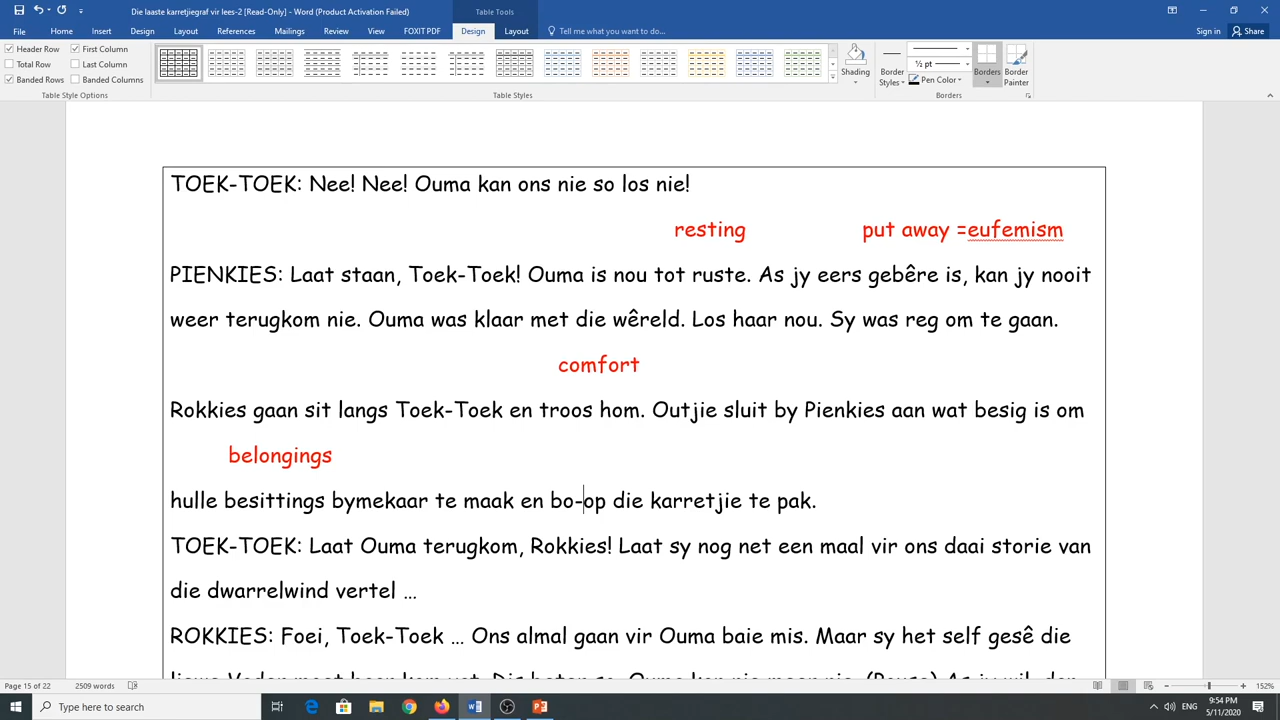 Die laaste karretjiegraf vir lees-2 [Read-Only] - Word (Product Activation Failed)
Table Tools
Sign in
Share
File Home Insert Draw Design Layout References Mailings Review View FOXIT PDF Design Layout Tell me what you want to do...
Header Row First Column
Total Row Last Column
Banded Rows Banded Columns
Table Style Options
Table Styles
Shading
Border Styles
½ pt
Pen Color
Borders
Border Painter
Borders
TOEK-TOEK: Nee! Nee! Ouma kan ons nie so los nie!
resting put away =eufemism
PIENKIES: Laat staan, Toek-Toek! Ouma is nou tot ruste. As jy eers gebêre is, kan jy nooit
weer terugkom nie. Ouma was klaar met die wêreld. Los haar nou. Sy was reg om te gaan.
comfort
Rokkies gaan sit langs Toek-Toek en troos hom. Outjie sluit by Pienkies aan wat besig is om
belongings
hulle besittings bymekaar te maak en bo-op die karretjie te pak.
TOEK-TOEK: Laat Ouma terugkom, Rokkies! Laat sy nog net een maal vir ons daai storie van
die dwarrelwind vertel …
ROKKIES: Foei, Toek-Toek … Ons almal gaan vir Ouma baie mis. Maar sy het self gesê die
Page 15 of 22 2509 words
152%
Type here to search
ENG
9:54 PM
5/11/2020